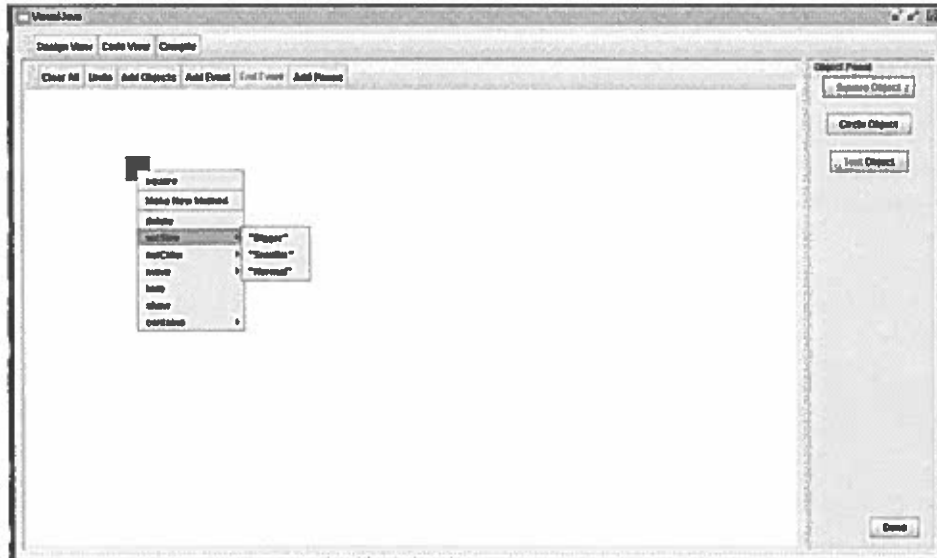 VisualJava
Design View Code View Compile
Clear All Undo Add Objects Add Event End Event Add Pause
Object Panel
Square Object
Circle Object
Text Object
square
Make New Method
delete
setSize
"Bigger"
setColor
"Smaller"
move
"Normal"
hide
show
contains
Done